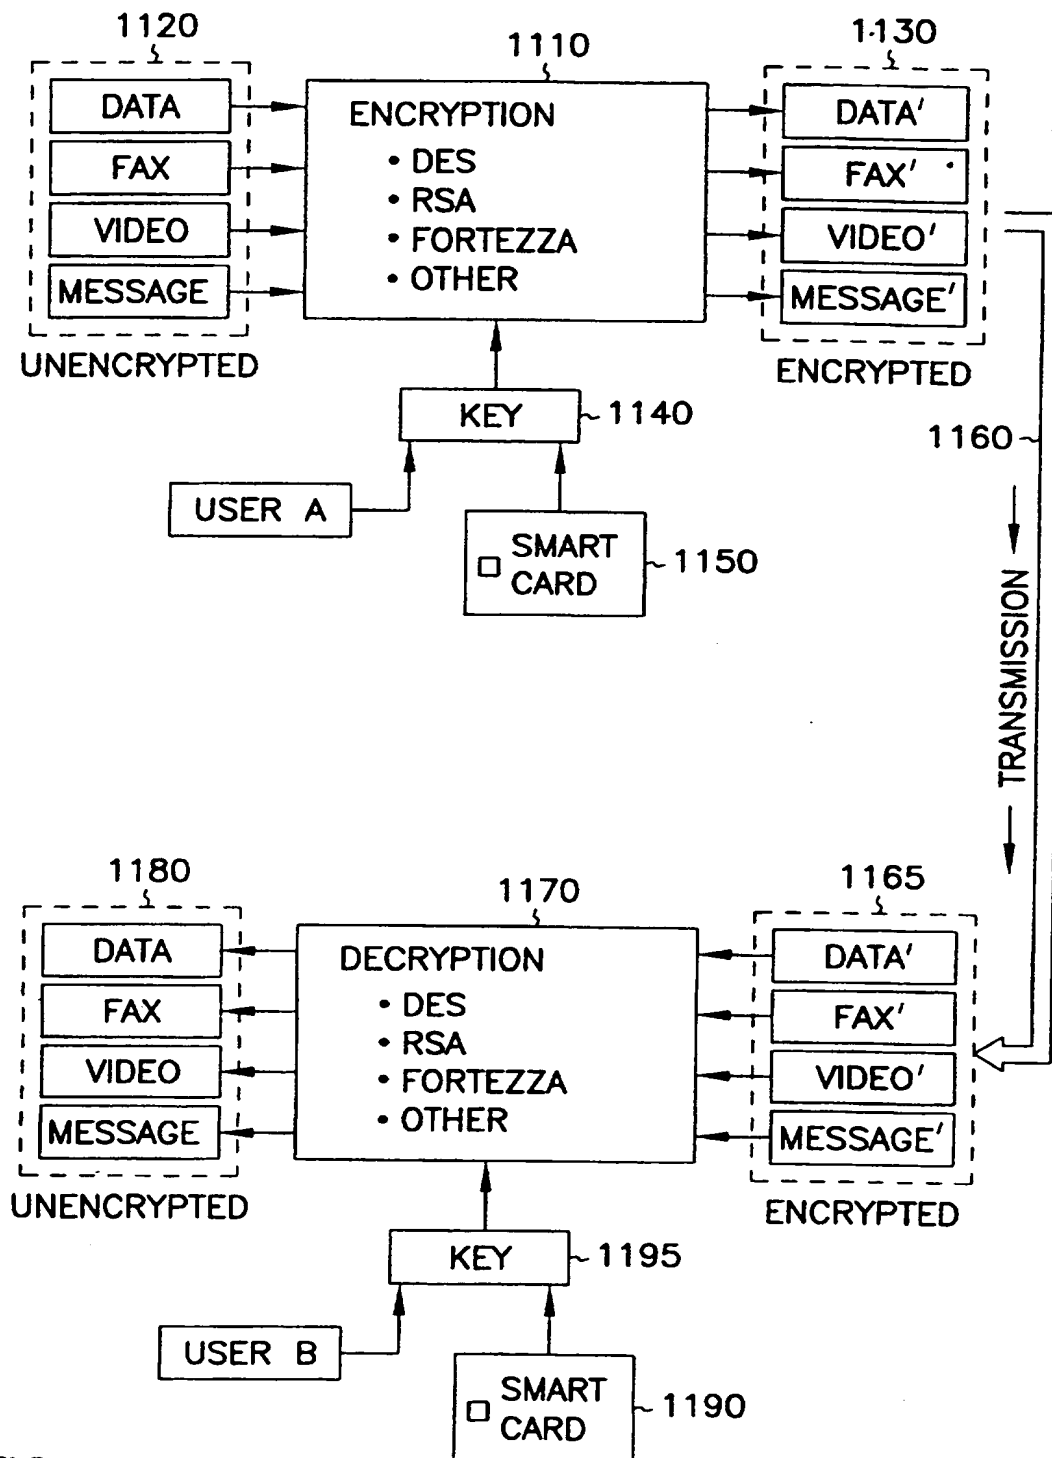 1120
1110
1130
DATA
FAX
VIDEO
MESSAGE
UNENCRYPTED
ENCRYPTION
• DES
• RSA
• FORTEZZA
• OTHER
DATA'
FAX'
VIDEO'
MESSAGE'
ENCRYPTED
KEY
1140
1160
USER A
SMART
CARD
1150
TRANSMISSION
1180
1170
1165
DATA
FAX
VIDEO
MESSAGE
UNENCRYPTED
DECRYPTION
• DES
• RSA
• FORTEZZA
• OTHER
DATA'
FAX'
VIDEO'
MESSAGE'
ENCRYPTED
KEY
1195
USER B
SMART
CARD
1190